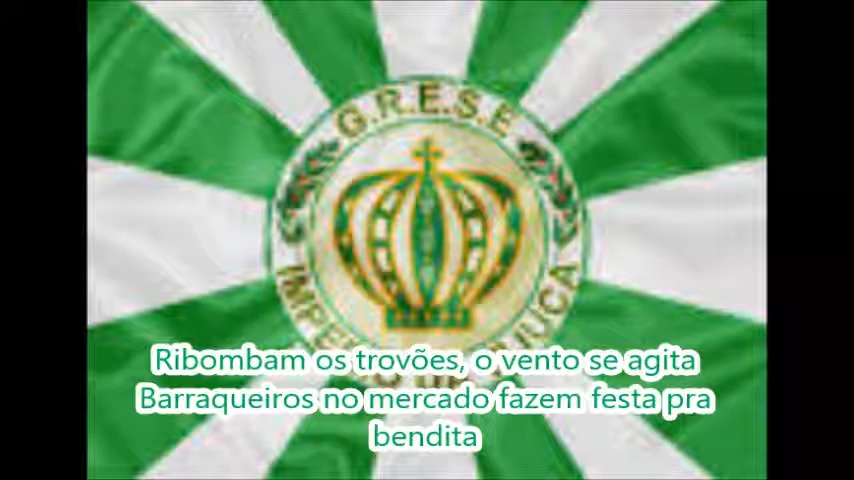 G.R.E.S.E
Ribombam os trovões, o vento se agita
Barraqueiros no mercado fazem festa pra
bendita